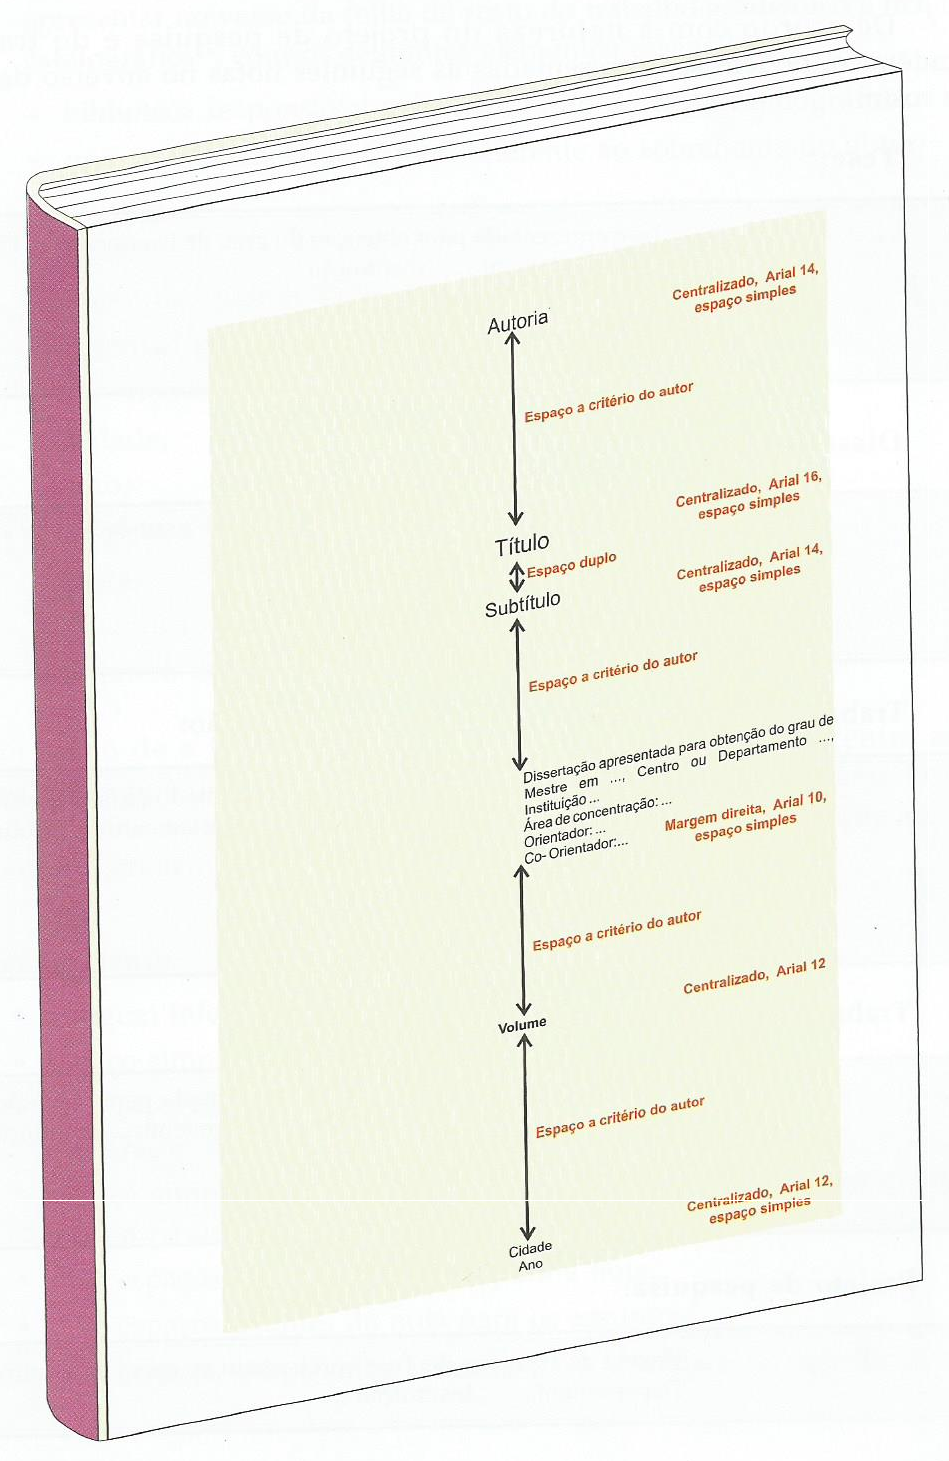 Centralizado, Arial 14,
espaço simples
Autoria
Espaço a critério do autor
Centralizado, Arial 16,
espaço simples
Título
Espaço duplo
Centralizado, Arial 14,
espaço simples
Subtítulo
Espaço a critério do autor
Dissertação apresentada para obtenção do grau de
Mestre em ..., Centro ou Departamento ...,
Instituição ...
Área de concentração: ...
Orientador: ...
Co- Orientador:...
Margem direita, Arial 10,
espaço simples
Espaço a critério do autor
Centralizado, Arial 12
Volume
Espaço a critério do autor
Centralizado, Arial 12,
espaço simples
Cidade
Ano